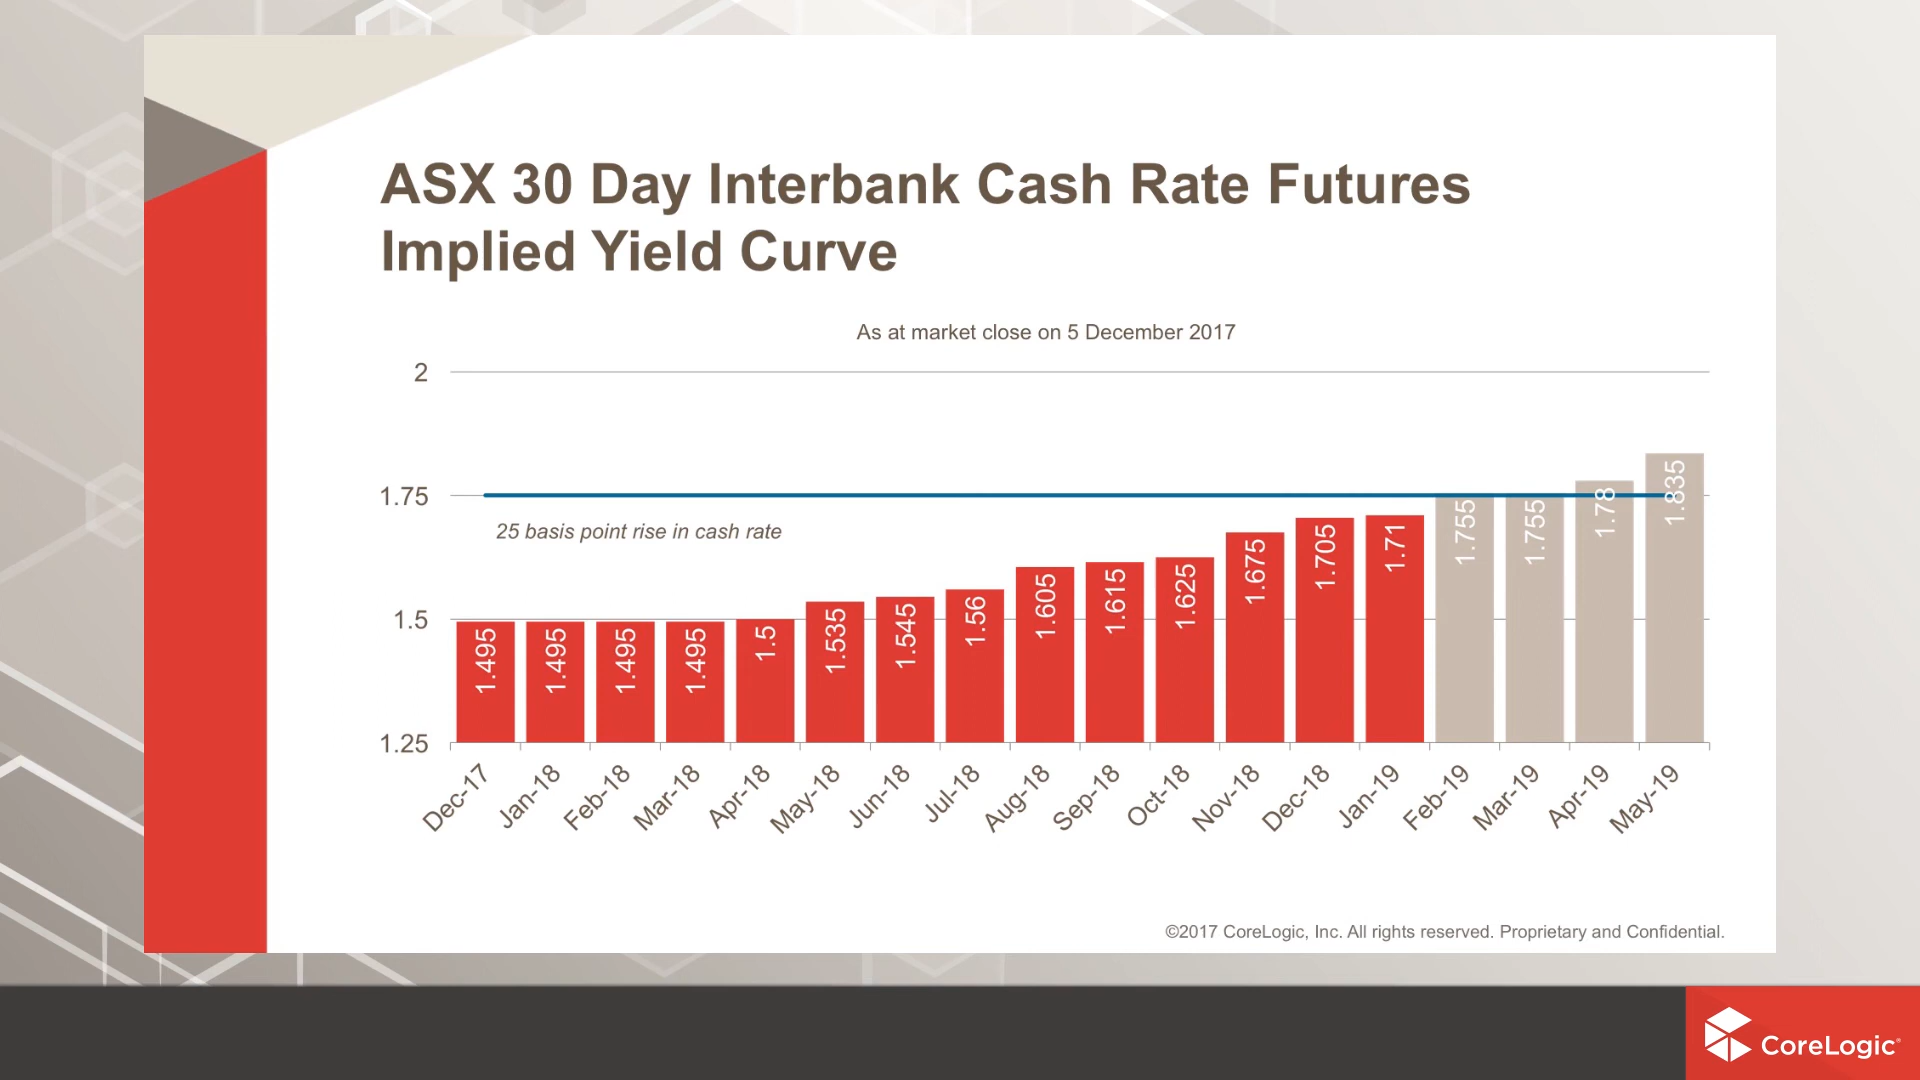 ASX 30 Day Interbank Cash Rate Futures
Implied Yield Curve
As at market close on 5 December 2017
2
1.75
1.5
1.25
25 basis point rise in cash rate
1.495
1.495
1.495
1.495
1.5
1.535
1.545
1.56
1.605
1.615
1.625
1.675
1.705
1.71
1.755
1.755
1.78
1.835
Dec-17
Jan-18
Feb-18
Mar-18
Apr-18
May-18
Jun-18
Jul-18
Aug-18
Sep-18
Oct-18
Nov-18
Dec-18
Jan-19
Feb-19
Mar-19
Apr-19
May-19
©2017 CoreLogic, Inc. All rights reserved. Proprietary and Confidential.
CoreLogic